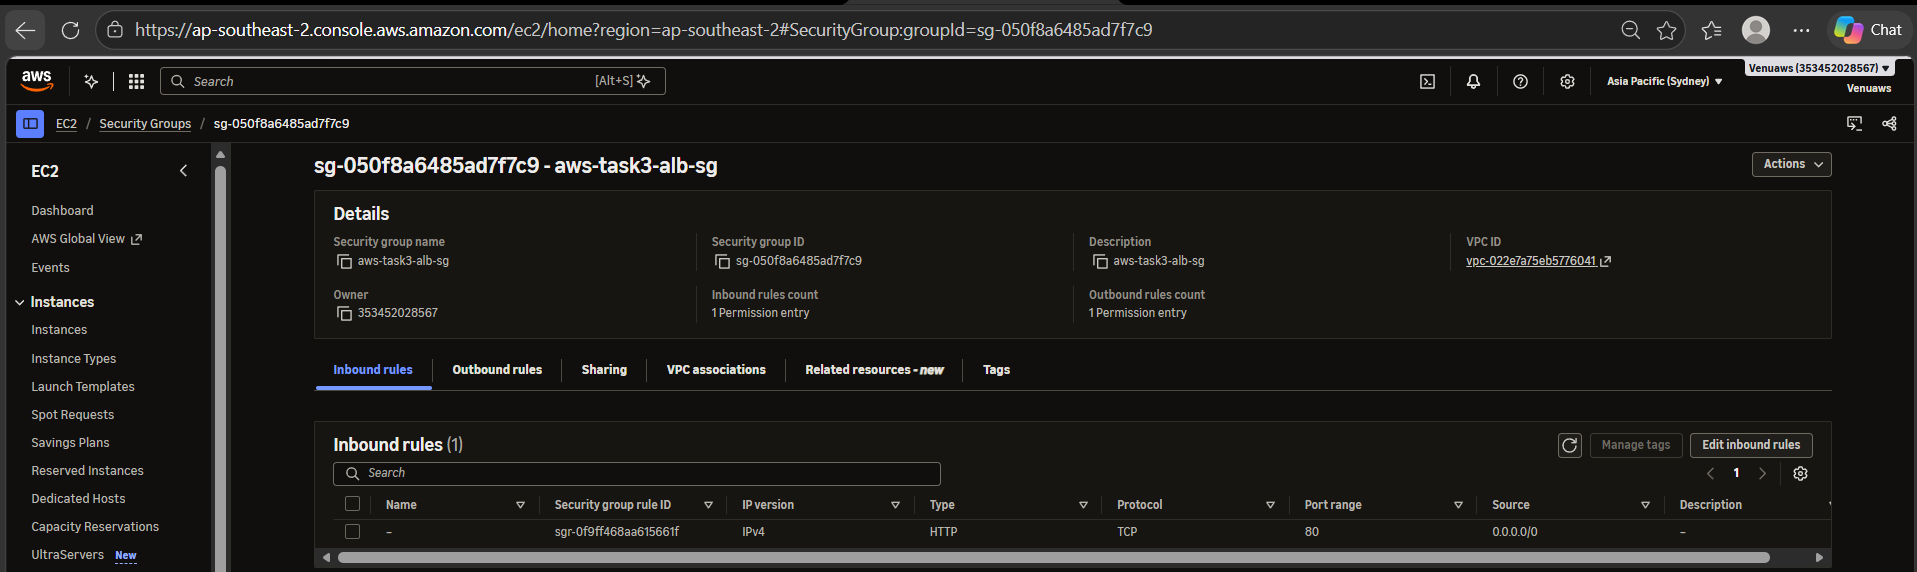 https://ap-southeast-2.console.aws.amazon.com/ec2/home?region=ap-southeast-2#SecurityGroup:groupId=sg-050f8a6485ad7f7c9
Chat
aws
Search
[Alt+S]
Asia Pacific (Sydney)
Venuaws (353452028567)
Venuaws
EC2 / Security Groups / sg-050f8a6485ad7f7c9
EC2
Dashboard
AWS Global View
Events
Instances
Instances
Instance Types
Launch Templates
Spot Requests
Savings Plans
Reserved Instances
Dedicated Hosts
Capacity Reservations
UltraServers New
sg-050f8a6485ad7f7c9 - aws-task3-alb-sg
Actions
Details
Security group name
aws-task3-alb-sg
Security group ID
sg-050f8a6485ad7f7c9
Description
aws-task3-alb-sg
VPC ID
vpc-022e7a75eb5776041
Owner
353452028567
Inbound rules count
1 Permission entry
Outbound rules count
1 Permission entry
Inbound rules
Outbound rules
Sharing
VPC associations
Related resources - new
Tags
Inbound rules (1)
Manage tags
Edit inbound rules
Search
1
Name Security group rule ID IP version Type Protocol Port range Source Description
– sgr-0f9ff468aa615661f IPv4 HTTP TCP 80 0.0.0.0/0 –